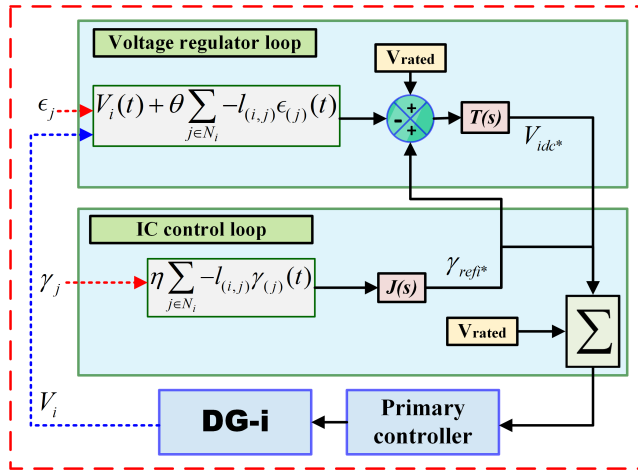 Voltage regulator loop
V_rated
ϵ_j
V_i(t) + θ ∑_{j∈N_i} −l_(i,j) ϵ_(j)(t)
- + +
T(s)
V_idc*
IC control loop
γ_j
η ∑_{j∈N_i} −l_(i,j) γ_(j)(t)
J(s)
γ_refi*
V_rated
∑
V_i
DG-i
Primary
controller